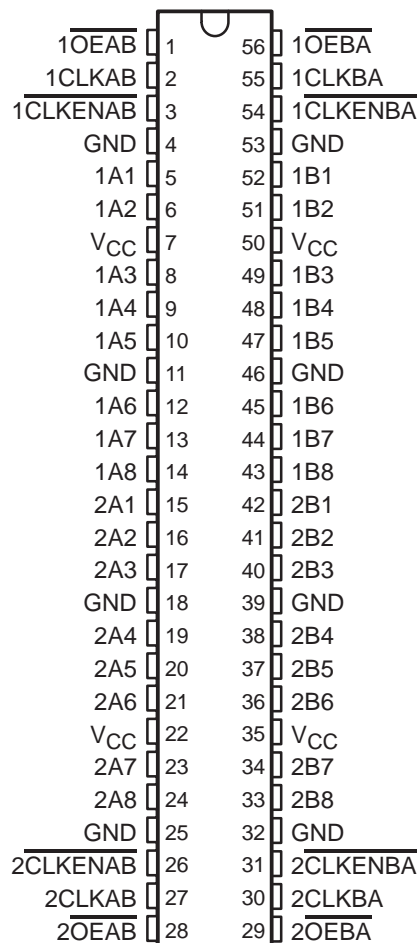 1OEAB 1 56 1OEBA
1CLKAB 2 55 1CLKBA
1CLKENAB 3 54 1CLKENBA
GND 4 53 GND
1A1 5 52 1B1
1A2 6 51 1B2
VCC 7 50 VCC
1A3 8 49 1B3
1A4 9 48 1B4
1A5 10 47 1B5
GND 11 46 GND
1A6 12 45 1B6
1A7 13 44 1B7
1A8 14 43 1B8
2A1 15 42 2B1
2A2 16 41 2B2
2A3 17 40 2B3
GND 18 39 GND
2A4 19 38 2B4
2A5 20 37 2B5
2A6 21 36 2B6
VCC 22 35 VCC
2A7 23 34 2B7
2A8 24 33 2B8
GND 25 32 GND
2CLKENAB 26 31 2CLKENBA
2CLKAB 27 30 2CLKBA
2OEAB 28 29 2OEBA